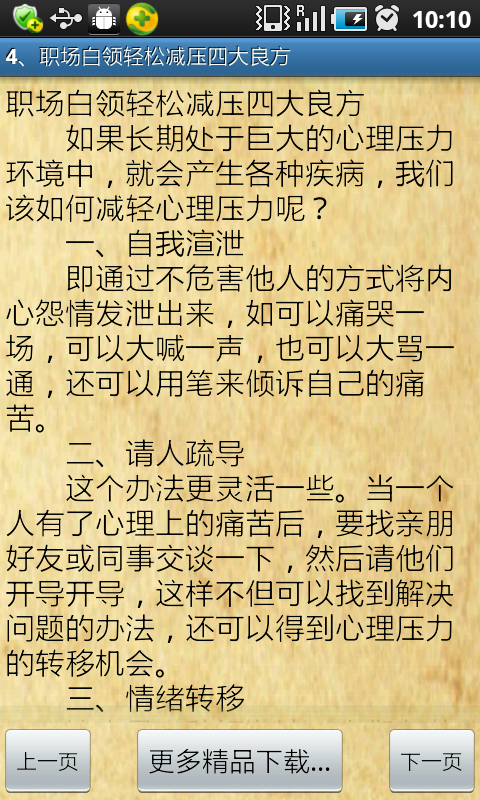 R
10:10
4、职场白领轻松减压四大良方
职场白领轻松减压四大良方
如果长期处于巨大的心理压力
环境中，就会产生各种疾病，我们
该如何减轻心理压力呢？
一、自我渲泄
即通过不危害他人的方式将内
心怨情发泄出来，如可以痛哭一
场，可以大喊一声，也可以大骂一
通，还可以用笔来倾诉自己的痛
苦。
二、请人疏导
这个办法更灵活一些。当一个
人有了心理上的痛苦后，要找亲朋
好友或同事交谈一下，然后请他们
开导开导，这样不但可以找到解决
问题的办法，还可以得到心理压力
的转移机会。
三、情绪转移
上一页
更多精品下载...
下一页